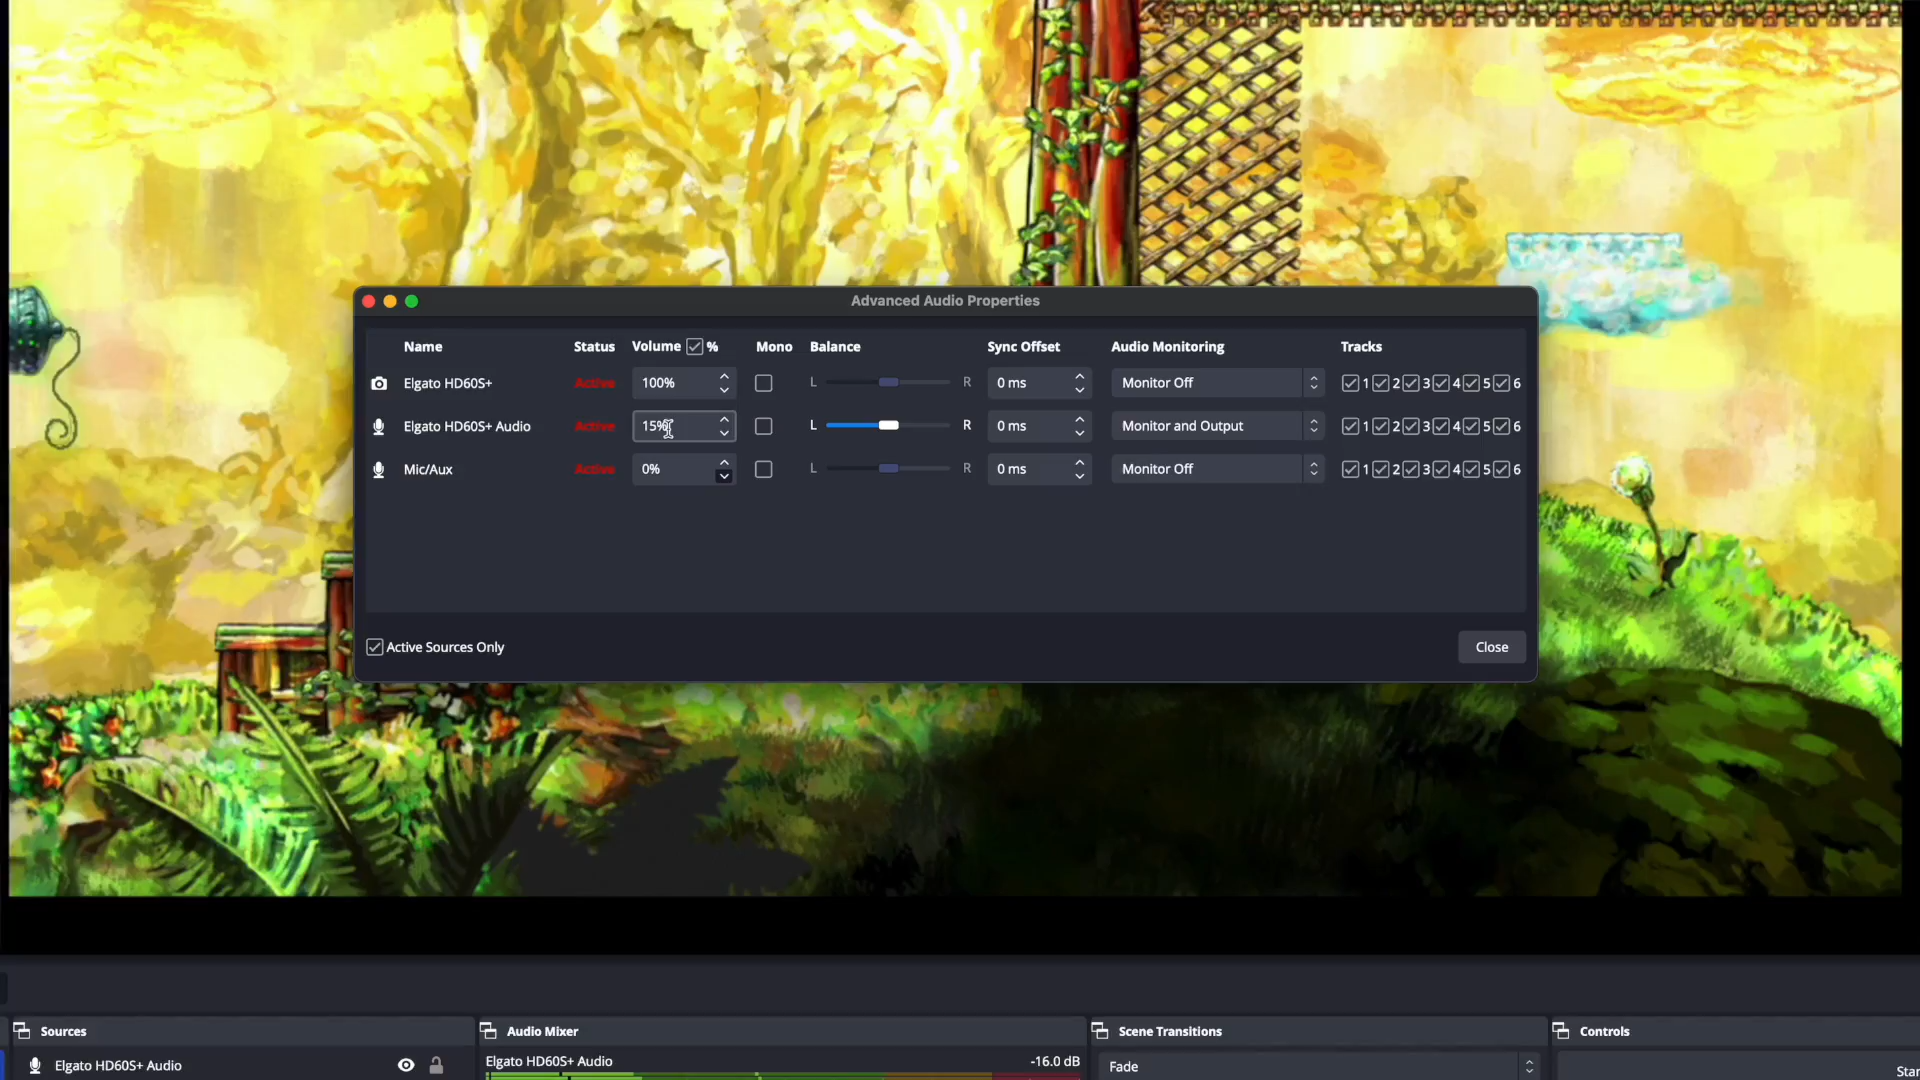 Advanced Audio Properties
Name Status Volume % Mono Balance Sync Offset Audio Monitoring Tracks
Elgato HD60S+ Active 100% L R 0 ms Monitor Off 1 2 3 4 5 6
Elgato HD60S+ Audio Active 15% L R 0 ms Monitor and Output 1 2 3 4 5 6
Mic/Aux Active 0% L R 0 ms Monitor Off 1 2 3 4 5 6
Active Sources Only Close
Sources Audio Mixer Scene Transitions Controls
Elgato HD60S+ Audio Elgato HD60S+ Audio -16.0 dB Fade